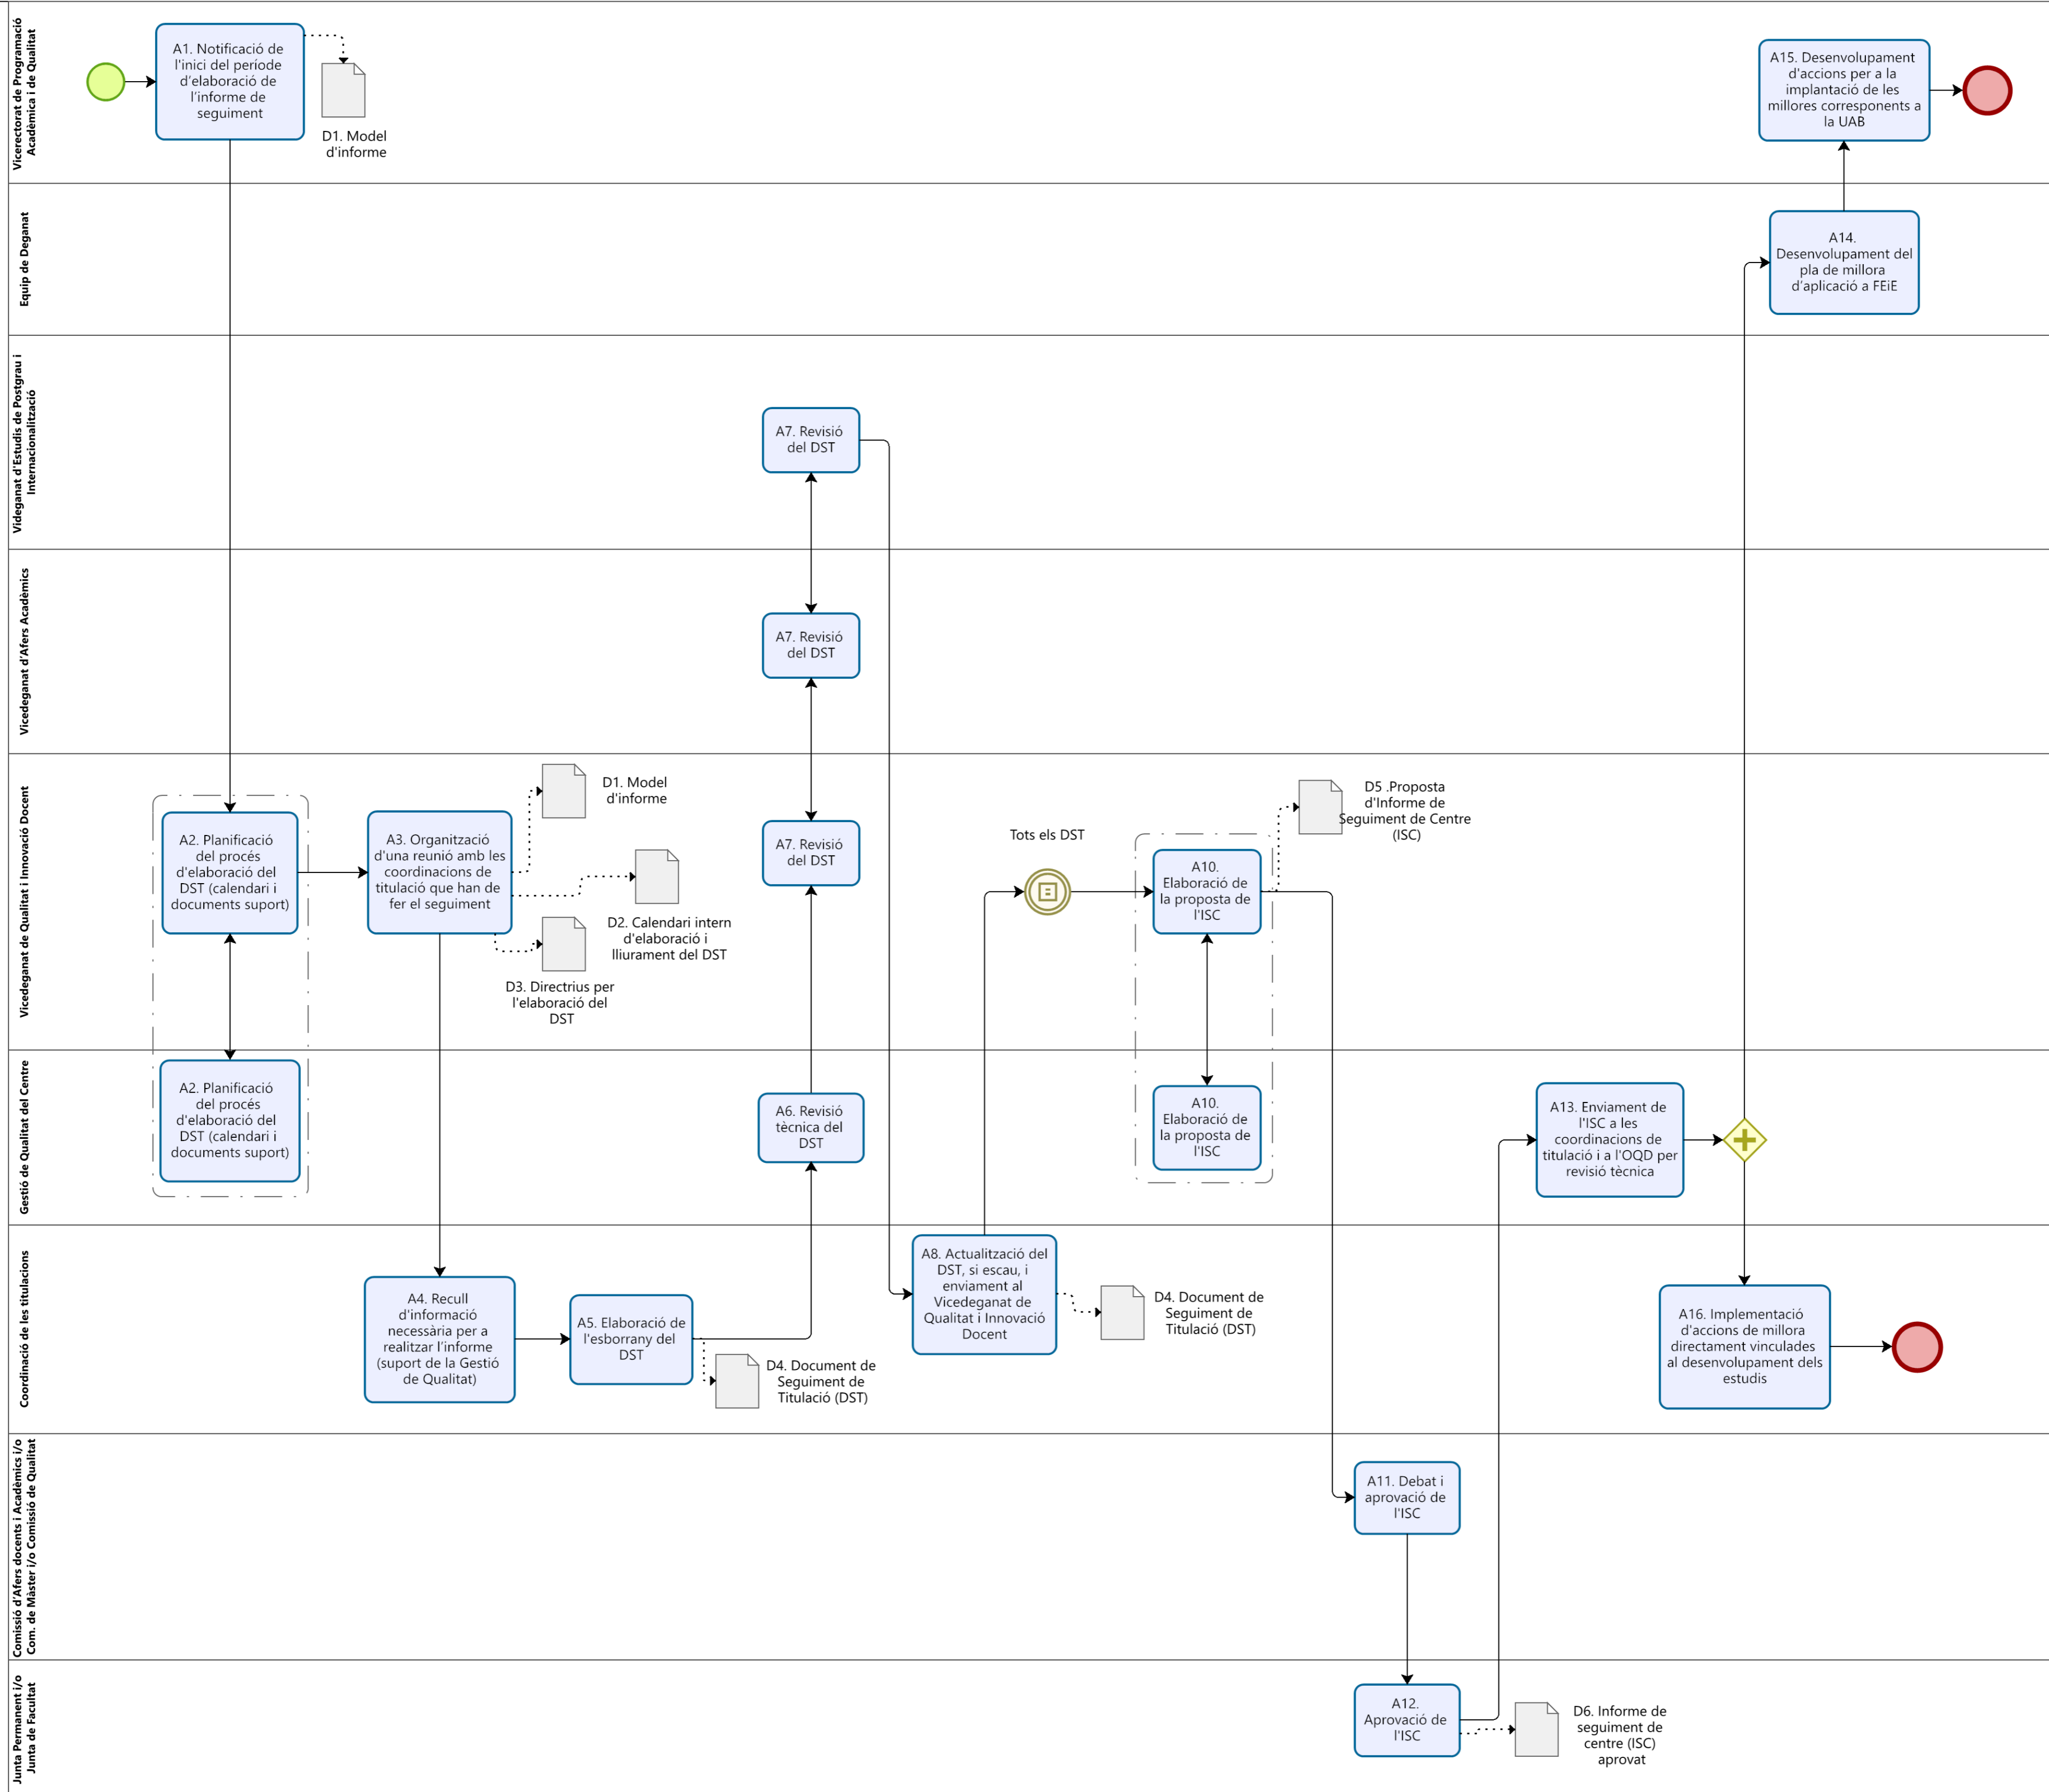 Vicerectorat de Programació
Acadèmica i de Qualitat
A1. Notificació de
l'inici del període
d'elaboració de
l'informe de
seguiment
D1. Model
d'informe
A15. Desenvolupament
d'accions per a la
implantació de les
millores corresponents a
la UAB
Equip de Deganat
A14.
Desenvolupament del
pla de millora
d'aplicació a FEiE
Videganat d'Estudis de Postgrau i
Internacionalització
A7. Revisió
del DST
Vicedeganat d'Afers Acadèmics
A7. Revisió
del DST
Vicedeganat de Qualitat i Innovació Docent
A2. Planificació
del procés
d'elaboració del
DST (calendari i
documents suport)
A3. Organització
d'una reunió amb les
coordinacions de
titulació que han de
fer el seguiment
D1. Model
d'informe
D2. Calendari intern
d'elaboració i
lliurament del DST
D3. Directrius per
l'elaboració del
DST
A7. Revisió
del DST
Tots els DST
A10.
Elaboració de
la proposta de
l'ISC
D5 .Proposta
d'Informe de
Seguiment de Centre
(ISC)
Gestió de Qualitat del Centre
A2. Planificació
del procés
d'elaboració del
DST (calendari i
documents suport)
A6. Revisió
tècnica del
DST
A10.
Elaboració de
la proposta de
l'ISC
A13. Enviament de
l'ISC a les
coordinacions de
titulació i a l'OQD per
revisió tècnica
Coordinació de les titulacions
A4. Recull
d'informació
necessària per a
realitzar l'informe
(suport de la Gestió
de Qualitat)
A5. Elaboració de
l'esborrany del
DST
D4. Document de
Seguiment de
Titulació (DST)
A8. Actualització del
DST, si escau, i
enviament al
Vicedeganat de
Qualitat i Innovació
Docent
D4. Document de
Seguiment de
Titulació (DST)
A16. Implementació
d'accions de millora
directament vinculades
al desenvolupament dels
estudis
Comissió d'Afers docents i Acadèmics i/o
Com. de Màster i/o Comissió de Qualitat
A11. Debat i
aprovació de
l'ISC
Junta Permanent i/o
Junta de Facultat
A12.
Aprovació de
l'ISC
D6. Informe de
seguiment de
centre (ISC)
aprovat